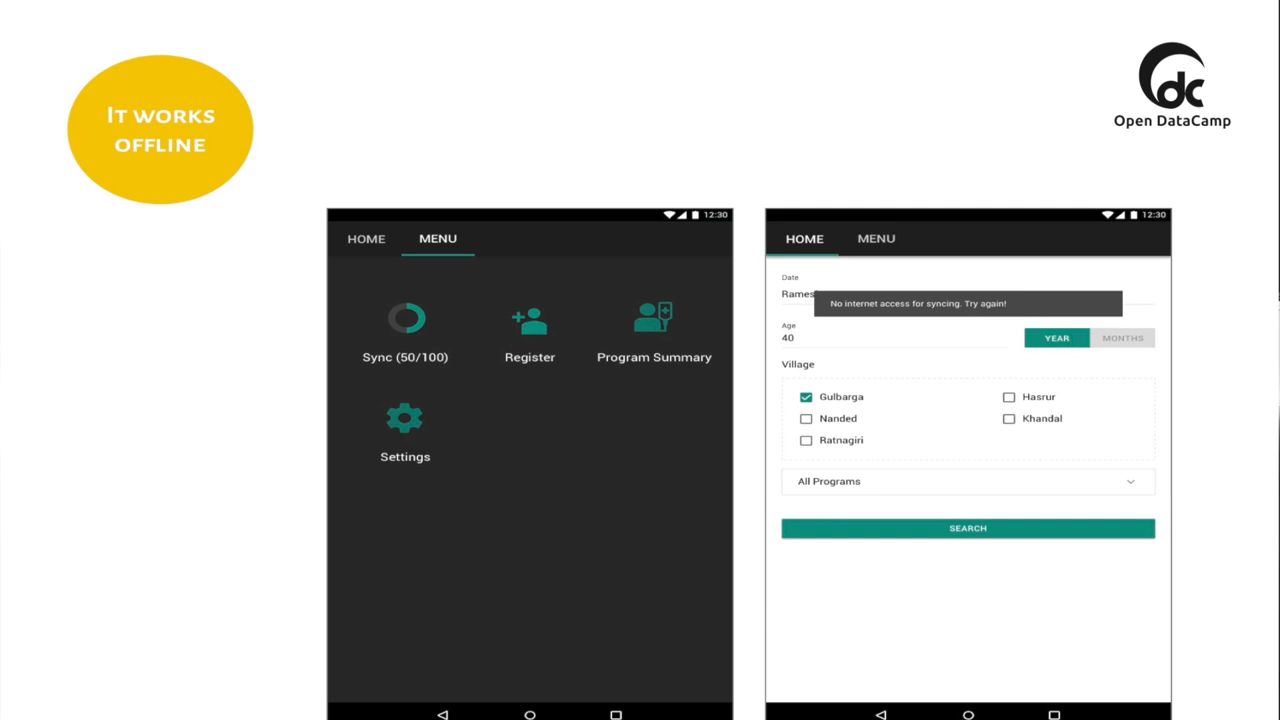 IT WORKS
OFFLINE
dc
Open DataCamp
12:30
HOME MENU
Sync (50/100) Register Program Summary
Settings
12:30
HOME MENU
Date
No internet access for syncing. Try again!
Age
40
YEAR MONTHS
Village
Gulbarga Hasrur
Nanded Khandal
Ratnagiri
All Programs
SEARCH